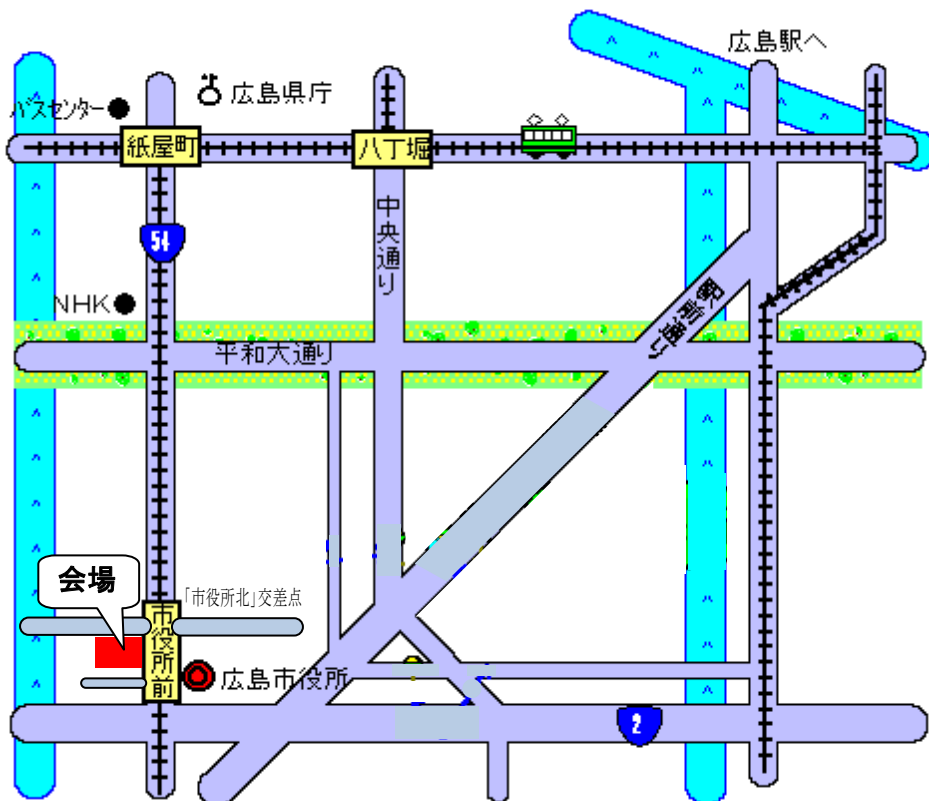 広島駅へ
広島県庁
バスセンター
紙屋町
八丁堀
54
中央通り
NHK
駅前通り
平和大通り
会場
「市役所北」交差点
市役所前
広島市役所
2